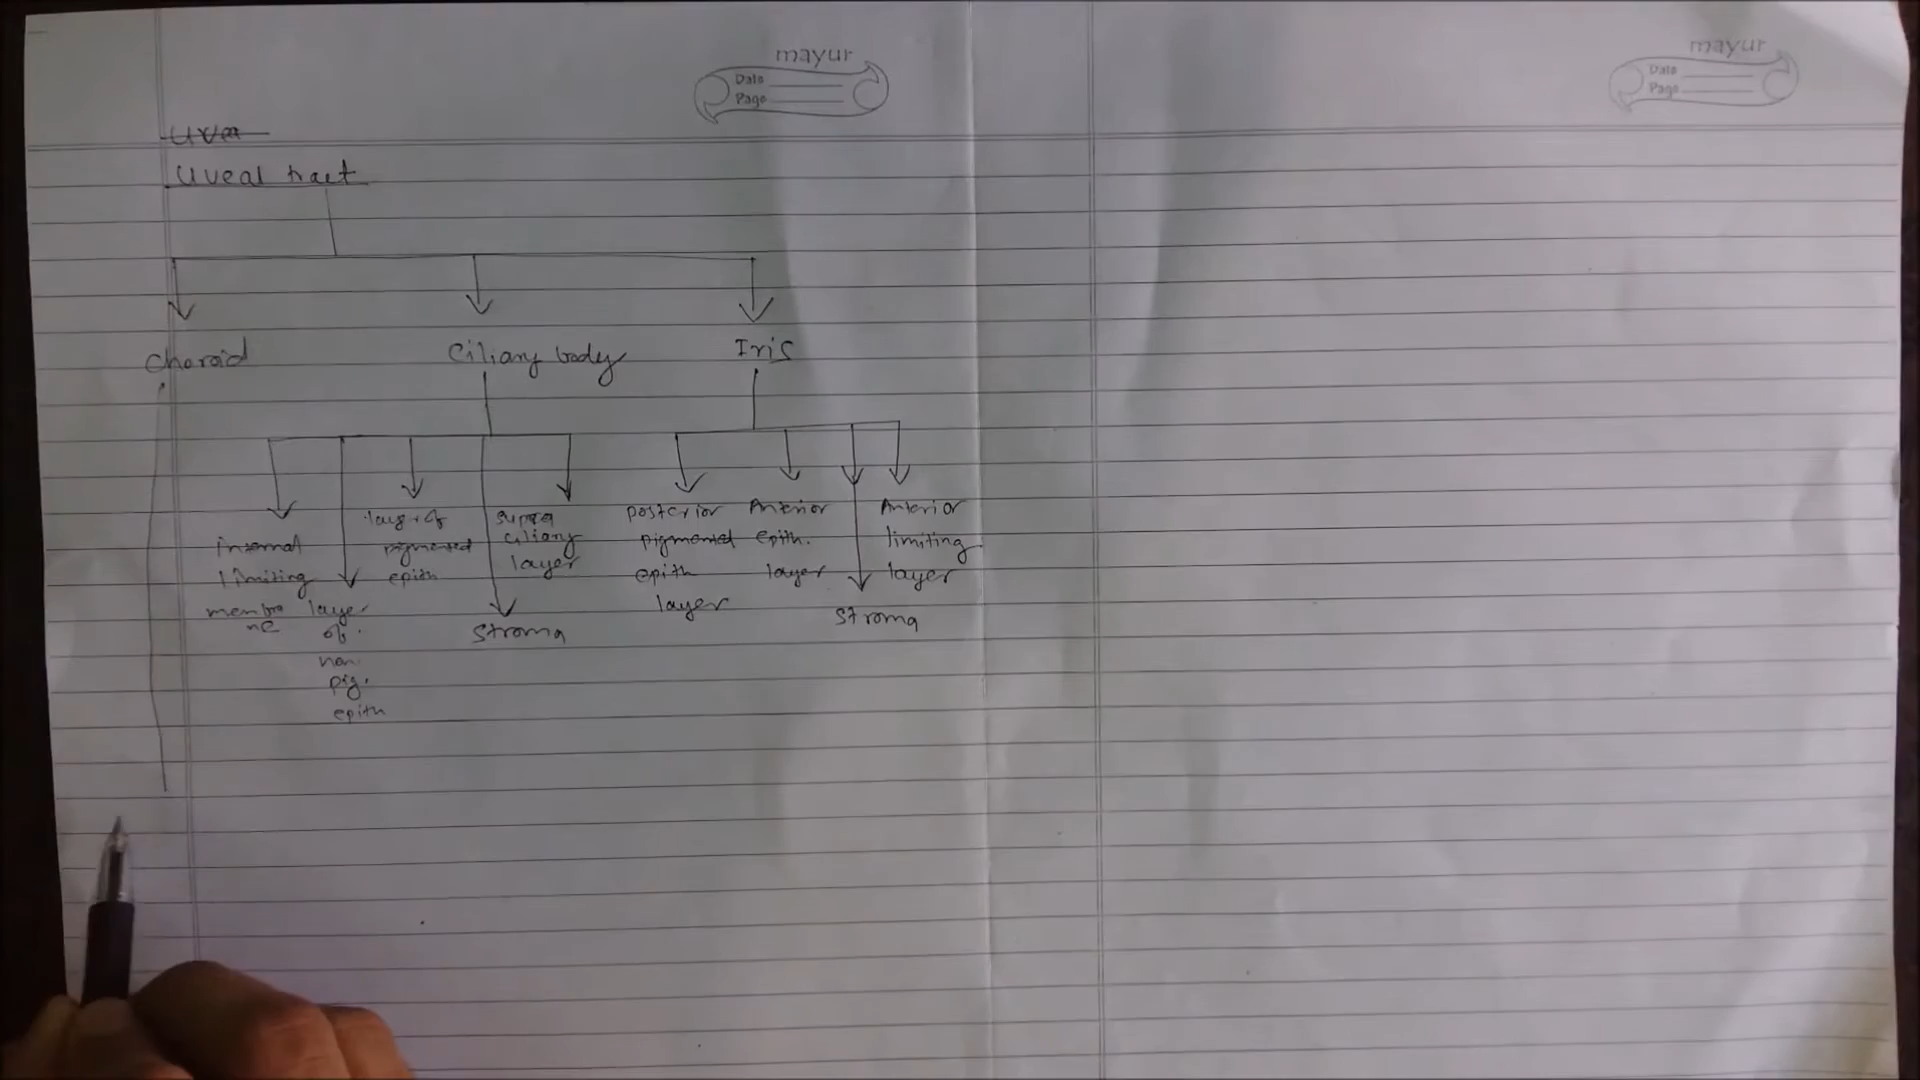 mayur
Date
Page
mayur
Date
Page
Uvea
Uveal tract
Choroid
Ciliary body
Iris
internal
limiting
membra
ne
layer
of
non
pig.
epith
layer of
pigmented
epith
Stroma
supra
ciliary
layer
posterior
pigmented
epith
layer
Anterior
epith.
layer
Stroma
Anterior
limiting
layer